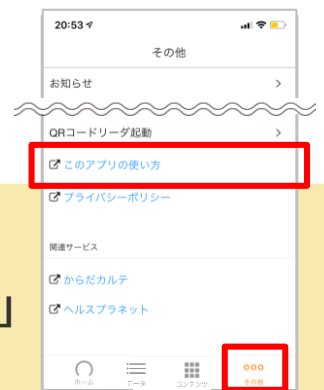 20:53
その他
お知らせ
QRコードリーダ起動
このアプリの使い方
プライバシーポリシー
関連サービス
からだカルテ
」
ヘルスプラネット
ホーム データ コンテンツ その他